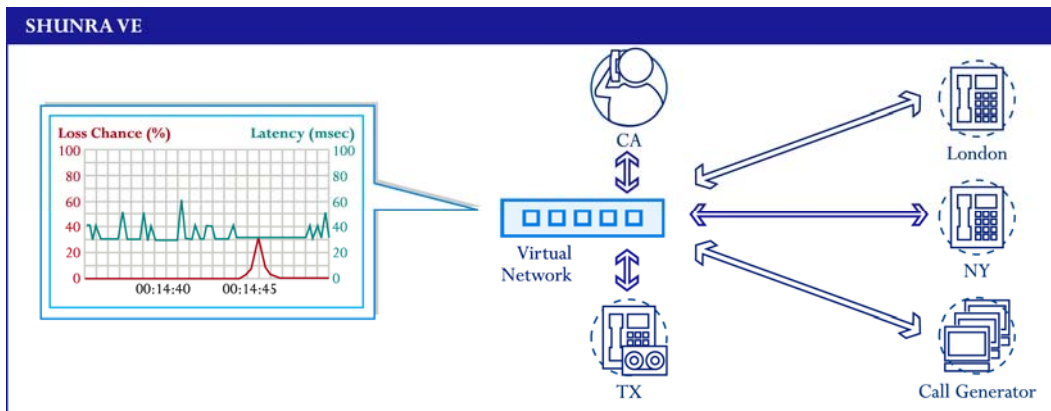 SHUNRA VE
Loss Chance (%) Latency (msec)
100 100
80 80
60 60
40 40
20 20
0 0
00:14:40 00:14:45
CA
Virtual
Network
TX
London
NY
Call Generator